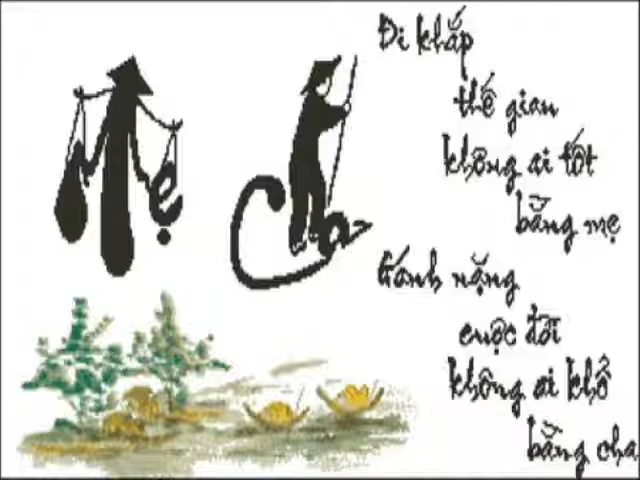 Mẹ
Cha
Đi khắp
thế gian
không ai tốt
bằng mẹ
Gánh nặng
cuộc đời
không ai khổ
bằng cha